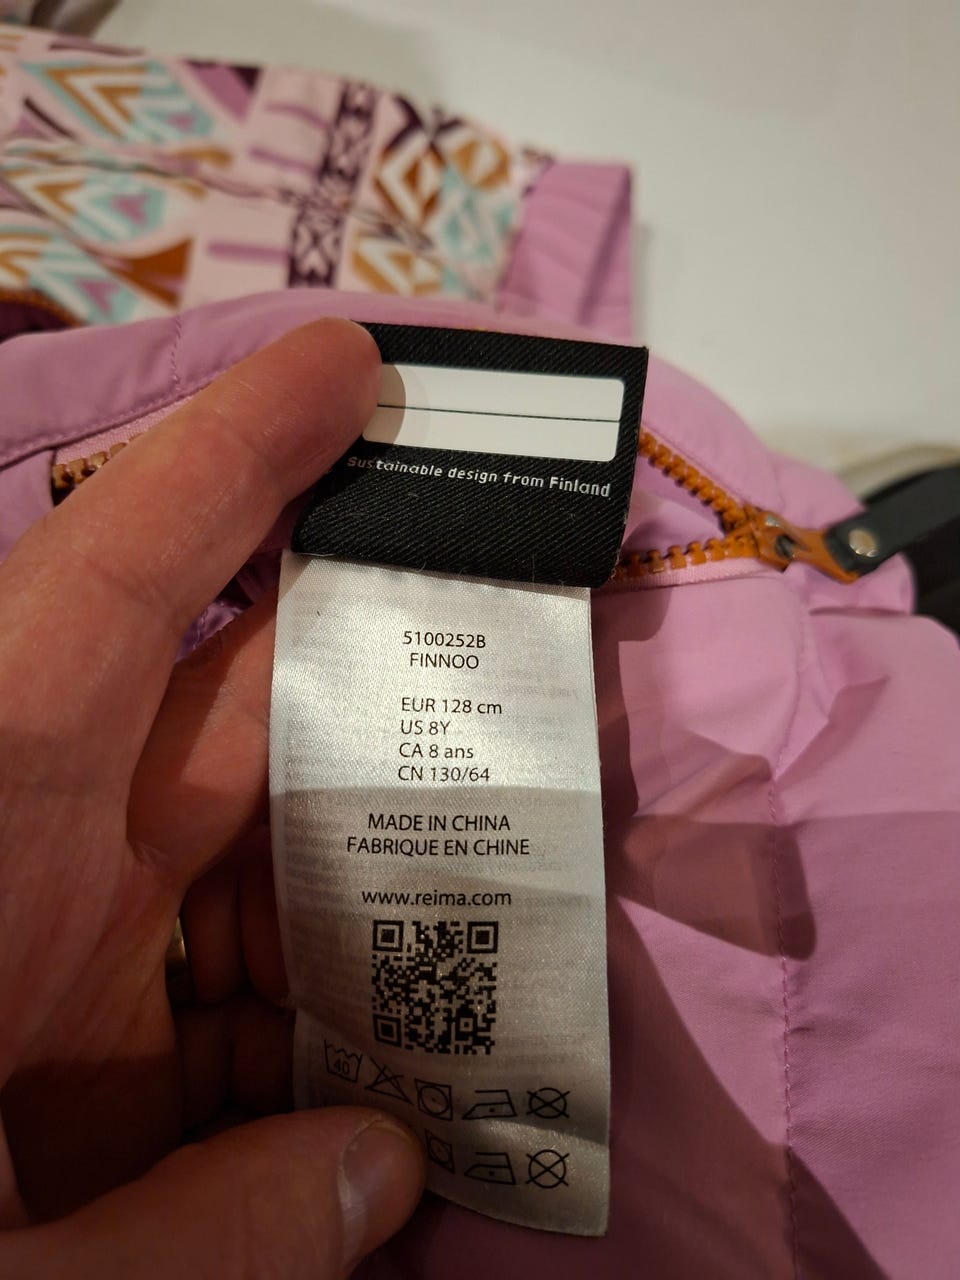 Sustainable design from Finland
5100252B
FINNOO
EUR 128 cm
US 8Y
CA 8 ans
CN 130/64
MADE IN CHINA
FABRIQUE EN CHINE
www.reima.com
40